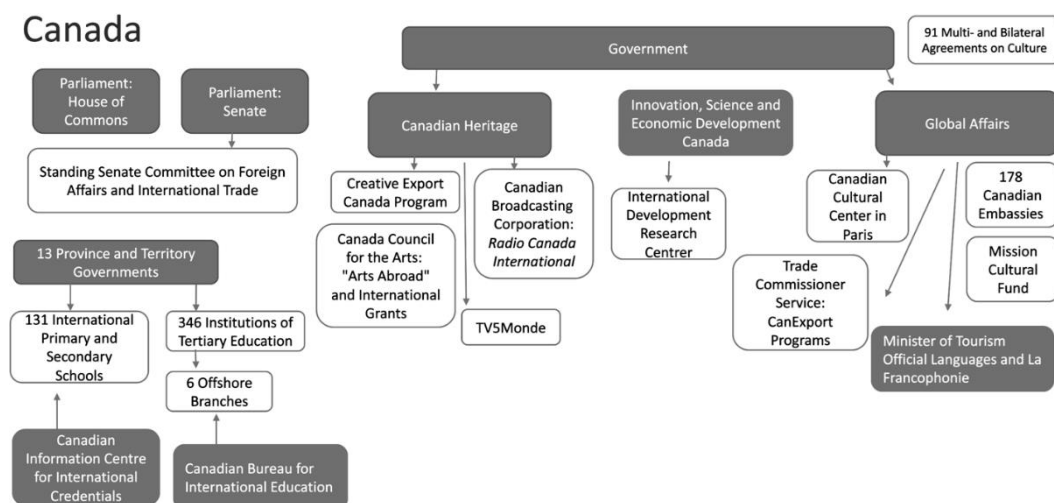 Canada
Government
91 Multi- and Bilateral
Agreements on Culture
Parliament:
House of
Commons
Parliament:
Senate
Standing Senate Committee on Foreign
Affairs and International Trade
Canadian Heritage
Innovation, Science and
Economic Development
Canada
Global Affairs
Creative Export
Canada Program
Canadian
Broadcasting
Corporation:
Radio Canada
International
International
Development
Research
Centrer
Canadian
Cultural
Center in
Paris
178
Canadian
Embassies
Canada Council
for the Arts:
"Arts Abroad"
and International
Grants
Mission
Cultural
Fund
TV5Monde
Trade
Commissioner
Service:
CanExport
Programs
Minister of Tourism
Official Languages and La
Francophonie
13 Province and Territory
Governments
131 International
Primary and
Secondary
Schools
346 Institutions of
Tertiary Education
6 Offshore
Branches
Canadian
Information Centre
for International
Credentials
Canadian Bureau for
International Education